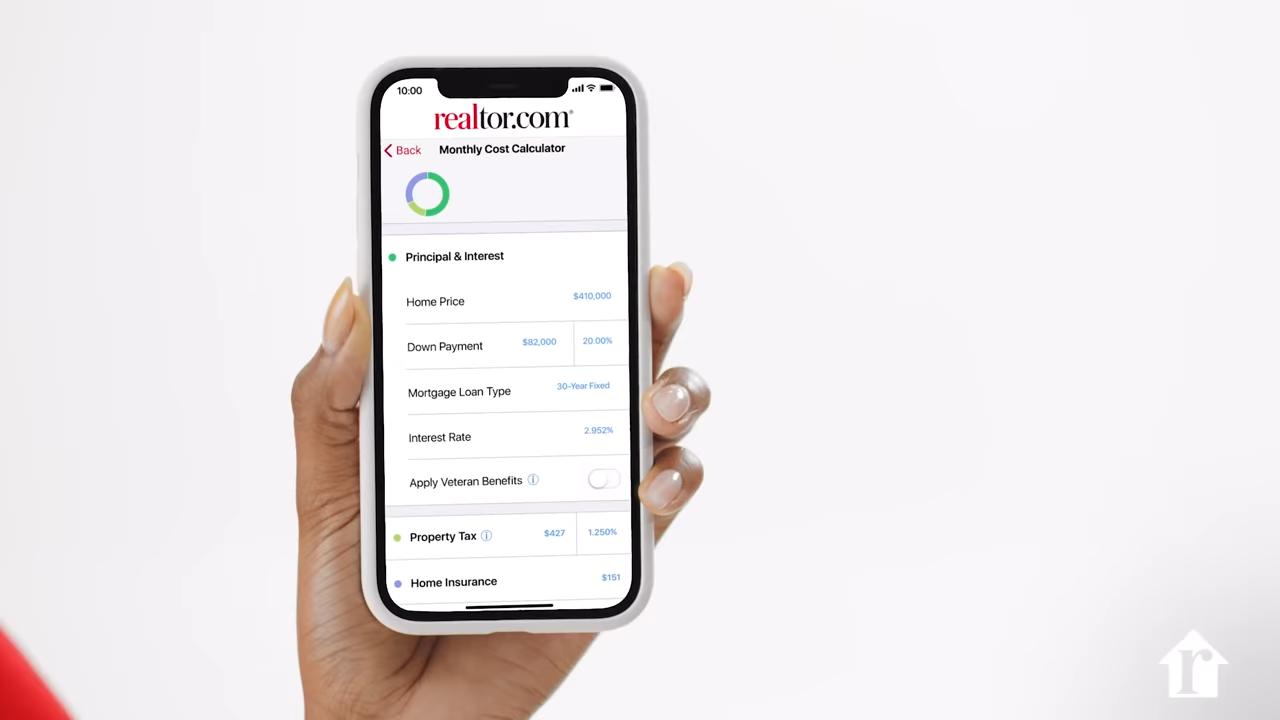 10:00
realtor.com®
Back Monthly Cost Calculator
Principal & Interest
Home Price $410,000
Down Payment $82,000 20.00%
Mortgage Loan Type 30-Year Fixed
Interest Rate 2.952%
Apply Veteran Benefits
Property Tax $427 1.250%
Home Insurance $151
r